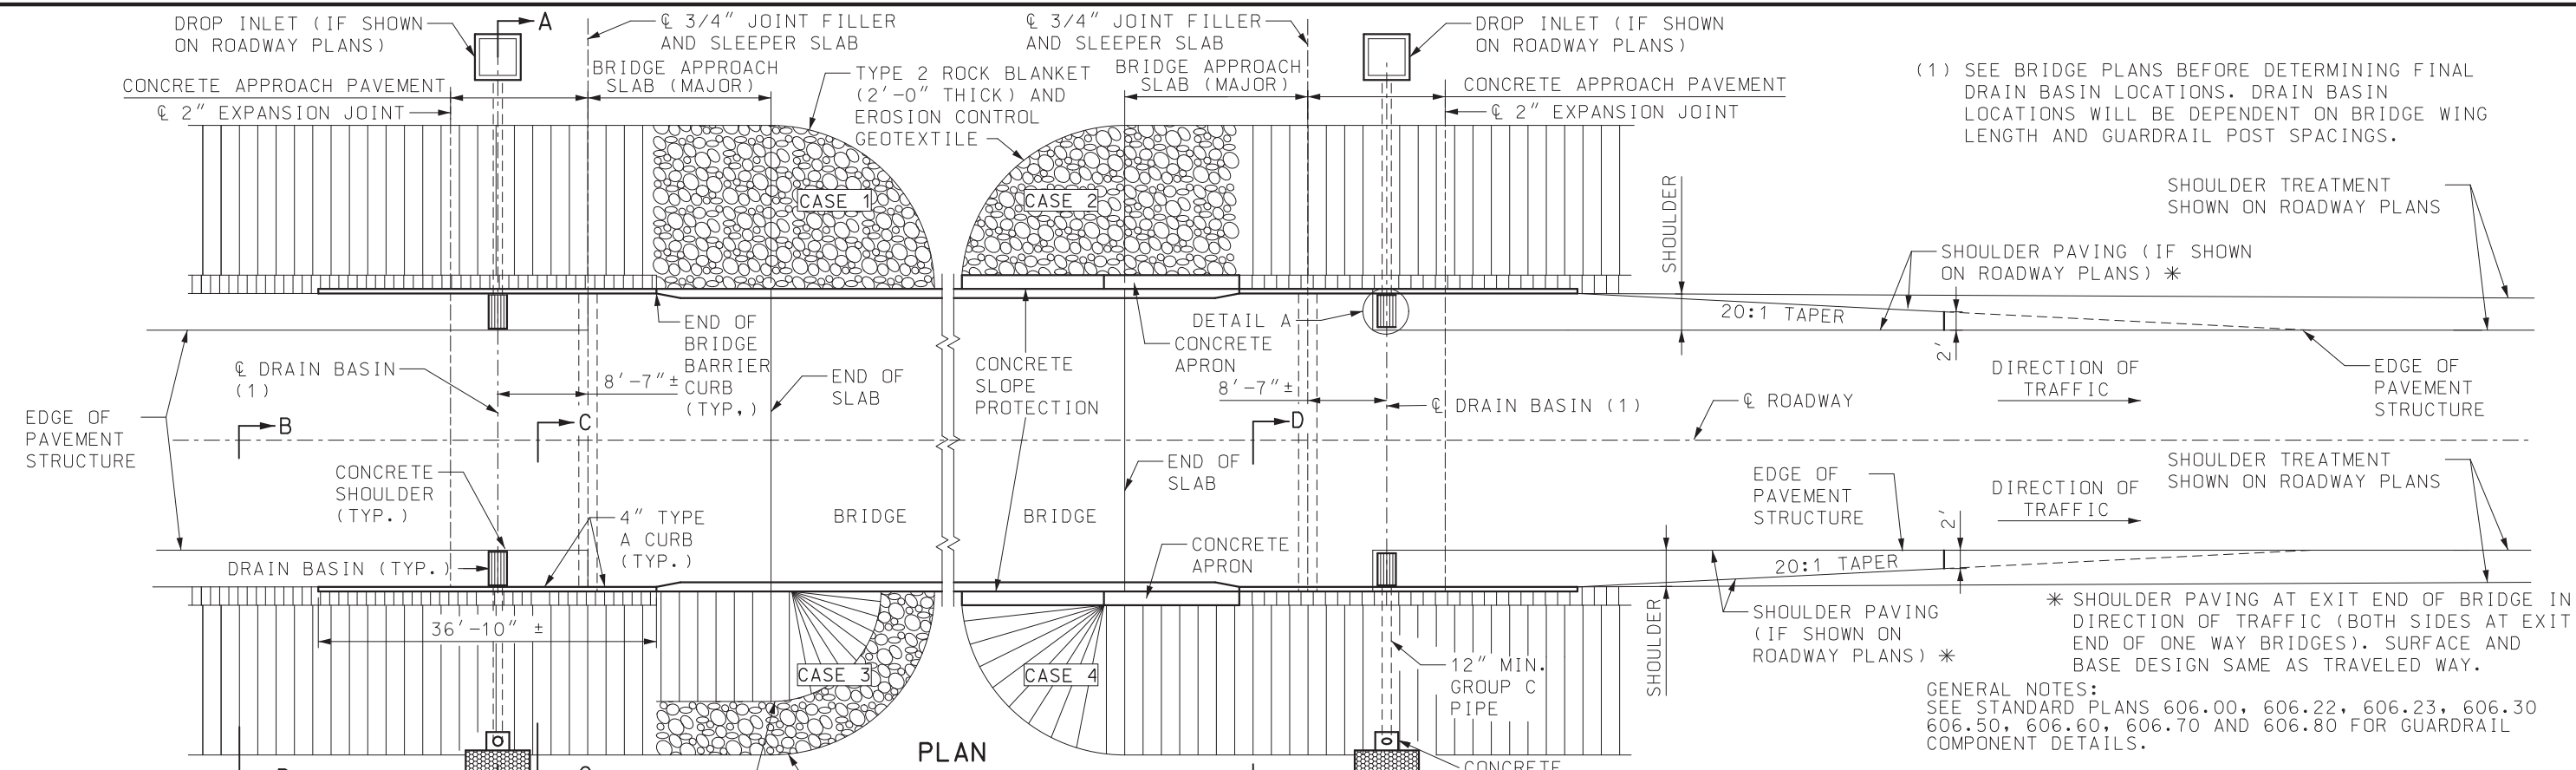 DROP INLET (IF SHOWN
ON ROADWAY PLANS)
A
℄ 3/4" JOINT FILLER
AND SLEEPER SLAB
℄ 3/4" JOINT FILLER
AND SLEEPER SLAB
DROP INLET (IF SHOWN
ON ROADWAY PLANS)
CONCRETE APPROACH PAVEMENT
BRIDGE APPROACH
SLAB (MAJOR)
TYPE 2 ROCK BLANKET
(2'-0" THICK) AND
EROSION CONTROL
GEOTEXTILE
BRIDGE APPROACH
SLAB (MAJOR)
CONCRETE APPROACH PAVEMENT
℄ 2" EXPANSION JOINT
℄ 2" EXPANSION JOINT
(1) SEE BRIDGE PLANS BEFORE DETERMINING FINAL
DRAIN BASIN LOCATIONS. DRAIN BASIN
LOCATIONS WILL BE DEPENDENT ON BRIDGE WING
LENGTH AND GUARDRAIL POST SPACINGS.
CASE 1
CASE 2
SHOULDER
SHOULDER TREATMENT
SHOWN ON ROADWAY PLANS
SHOULDER PAVING (IF SHOWN
ON ROADWAY PLANS) ✳
20:1 TAPER
2'
END OF
BRIDGE
BARRIER
CURB
(TYP,)
DETAIL A
CONCRETE
APRON
CONCRETE
SLOPE
PROTECTION
END OF
SLAB
℄ DRAIN BASIN
(1)
8'-7"±
8'-7"±
℄ DRAIN BASIN (1)
℄ ROADWAY
DIRECTION OF
TRAFFIC
EDGE OF
PAVEMENT
STRUCTURE
EDGE OF
PAVEMENT
STRUCTURE
B
C
D
CONCRETE
SHOULDER
(TYP.)
4" TYPE
A CURB
(TYP.)
BRIDGE
BRIDGE
END OF
SLAB
CONCRETE
APRON
EDGE OF
PAVEMENT
STRUCTURE
DIRECTION OF
TRAFFIC
2'
SHOULDER TREATMENT
SHOWN ON ROADWAY PLANS
DRAIN BASIN (TYP.)
20:1 TAPER
36'-10" ±
SHOULDER
SHOULDER PAVING
(IF SHOWN ON
ROADWAY PLANS) ✳
✳ SHOULDER PAVING AT EXIT END OF BRIDGE IN
DIRECTION OF TRAFFIC (BOTH SIDES AT EXIT
END OF ONE WAY BRIDGES). SURFACE AND
BASE DESIGN SAME AS TRAVELED WAY.
CASE 3
CASE 4
12" MIN.
GROUP C
PIPE
GENERAL NOTES:
SEE STANDARD PLANS 606.00, 606.22, 606.23, 606.30
606.50, 606.60, 606.70 AND 606.80 FOR GUARDRAIL
COMPONENT DETAILS.
PLAN
CONCRETE